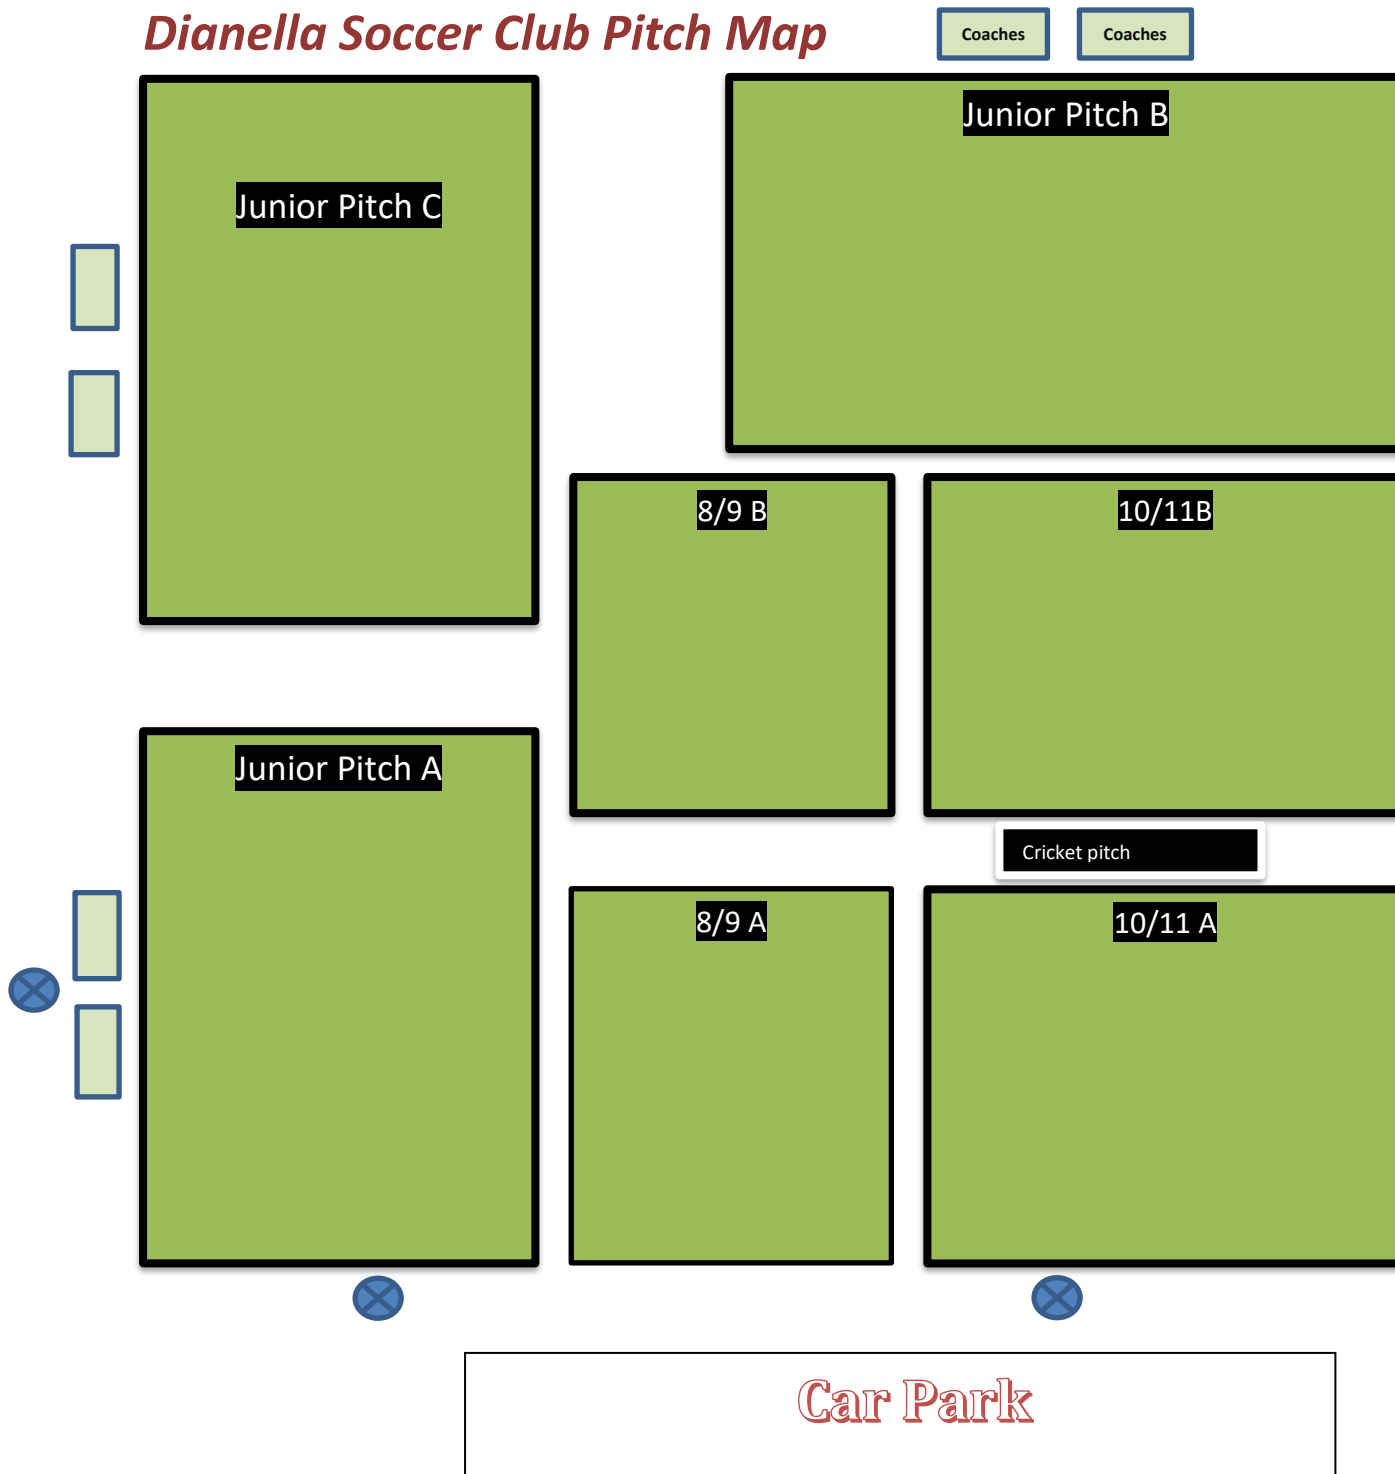 Dianella Soccer Club Pitch Map
Coaches
Coaches
Junior Pitch B
Junior Pitch C
8/9 B
10/11B
Junior Pitch A
Cricket pitch
8/9 A
10/11 A
Car Park